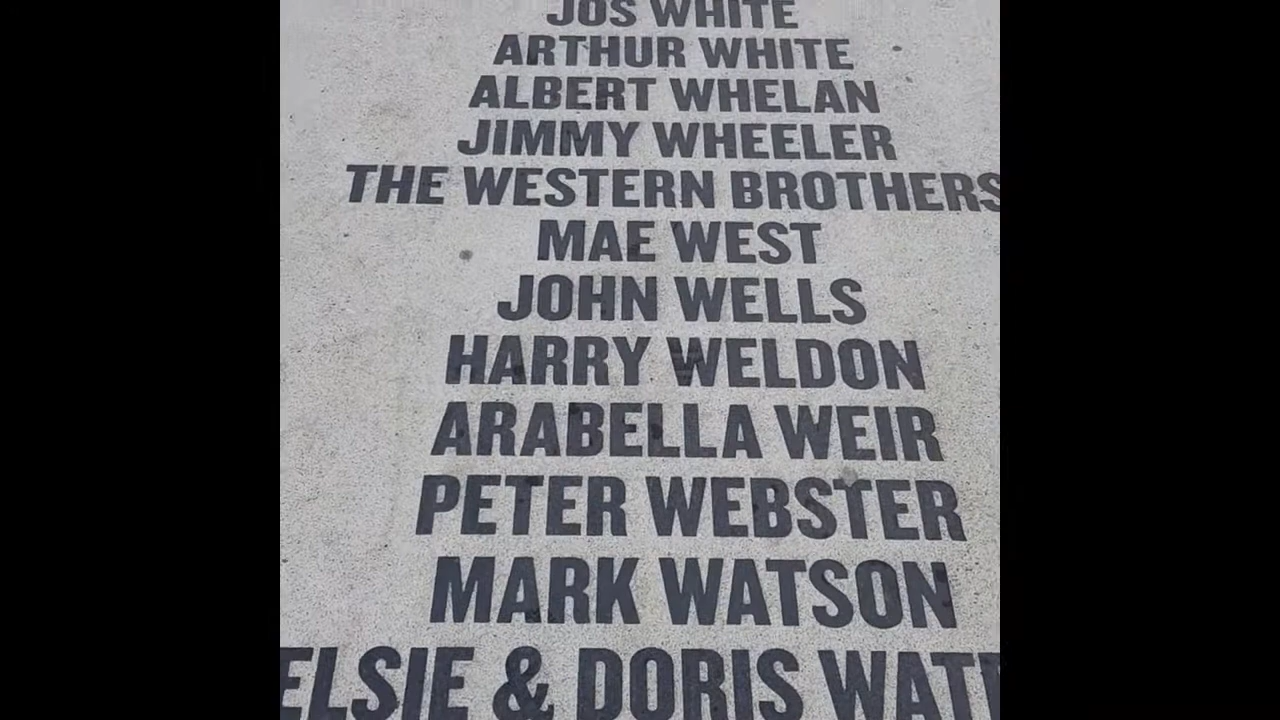 JOS WHITE
ARTHUR WHITE
ALBERT WHELAN
JIMMY WHEELER
THE WESTERN BROTHERS
MAE WEST
JOHN WELLS
HARRY WELDON
ARABELLA WEIR
PETER WEBSTER
MARK WATSON
ELSIE & DORIS